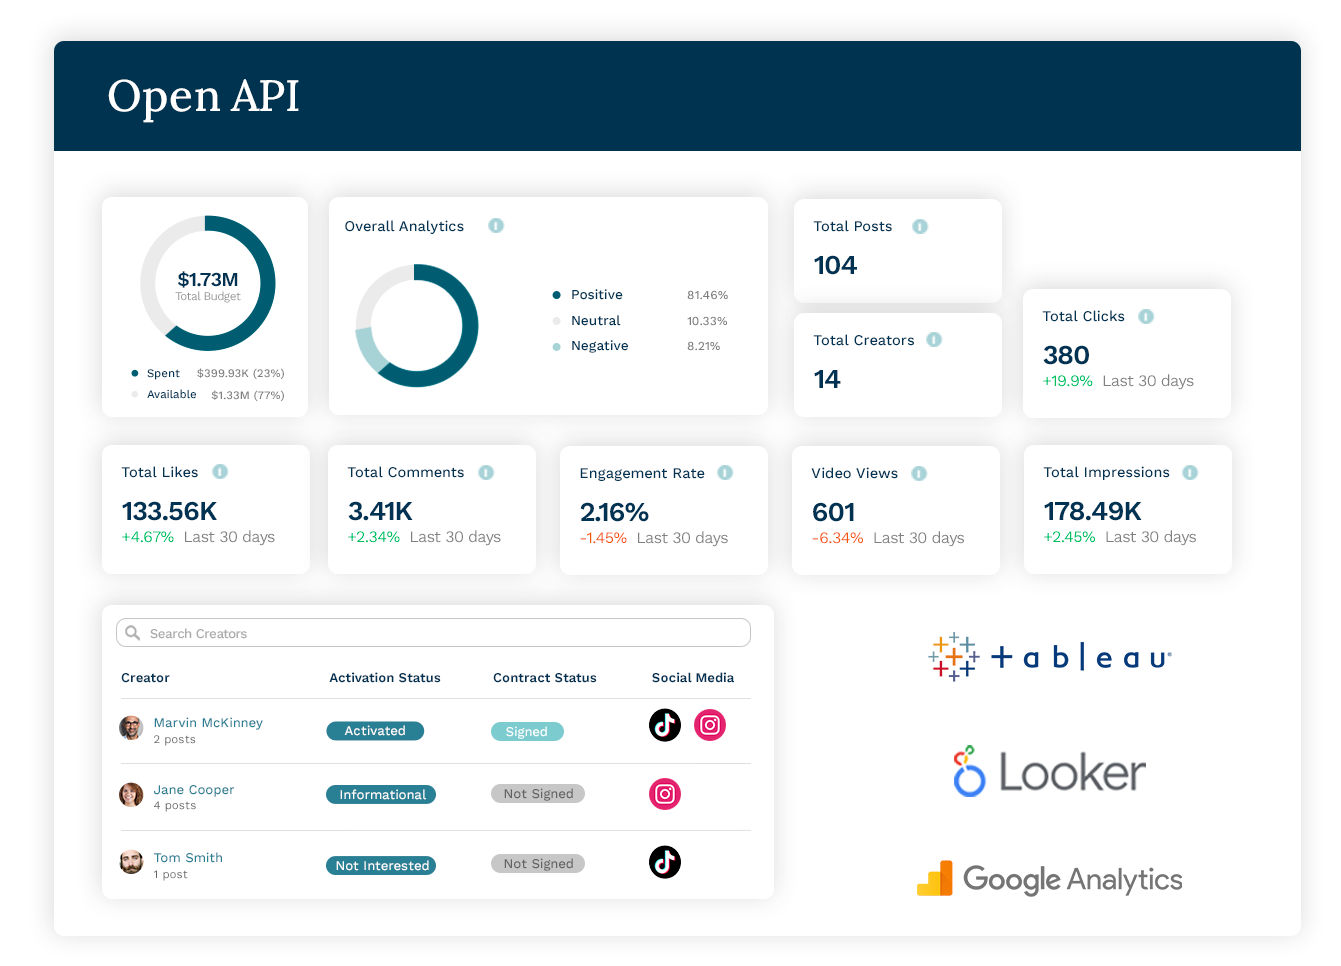 Open API
$1.73M
Total Budget
Spent $399.93K (23%)
Available $1.33M (77%)
Overall Analytics
Positive 81.46%
Neutral 10.33%
Negative 8.21%
Total Posts
104
Total Creators
14
Total Clicks
380
+19.9% Last 30 days
Total Likes
133.56K
+4.67% Last 30 days
Total Comments
3.41K
+2.34% Last 30 days
Engagement Rate
2.16%
-1.45% Last 30 days
Video Views
601
-6.34% Last 30 days
Total Impressions
178.49K
+2.45% Last 30 days
Search Creators
Creator Activation Status Contract Status Social Media
Marvin McKinney
2 posts
Activated
Signed
Jane Cooper
4 posts
Informational
Not Signed
Tom Smith
1 post
Not Interested
Not Signed
+ableau
Looker
Google Analytics